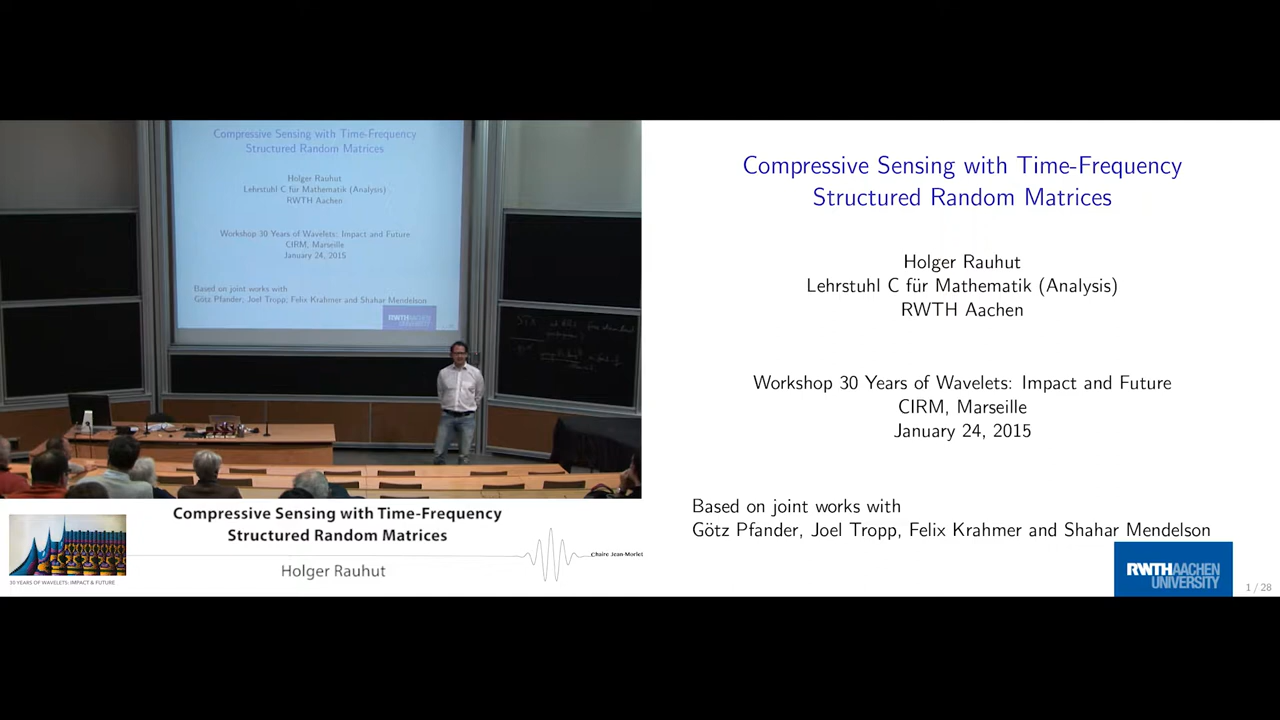 Compressive Sensing with Time-Frequency
Structured Random Matrices
Holger Rauhut
Lehrstuhl C für Mathematik (Analysis)
RWTH Aachen
Workshop 30 Years of Wavelets: Impact and Future
CIRM, Marseille
January 24, 2015
Based on joint works with
Götz Pfander, Joel Tropp, Felix Krahmer and Shahar Mendelson
RWTHAACHEN
UNIVERSITY
Compressive Sensing with Time-Frequency
Structured Random Matrices
Holger Rauhut
Chaire Jean-Morlet
30 YEARS OF WAVELETS: IMPACT & FUTURE
Compressive Sensing with Time-Frequency
Structured Random Matrices
Holger Rauhut
Lehrstuhl C für Mathematik (Analysis)
RWTH Aachen
Workshop 30 Years of Wavelets: Impact and Future
CIRM, Marseille
January 24, 2015
Based on joint works with
Götz Pfander, Joel Tropp, Felix Krahmer and Shahar Mendelson
RWTHAACHEN
UNIVERSITY
1 / 28